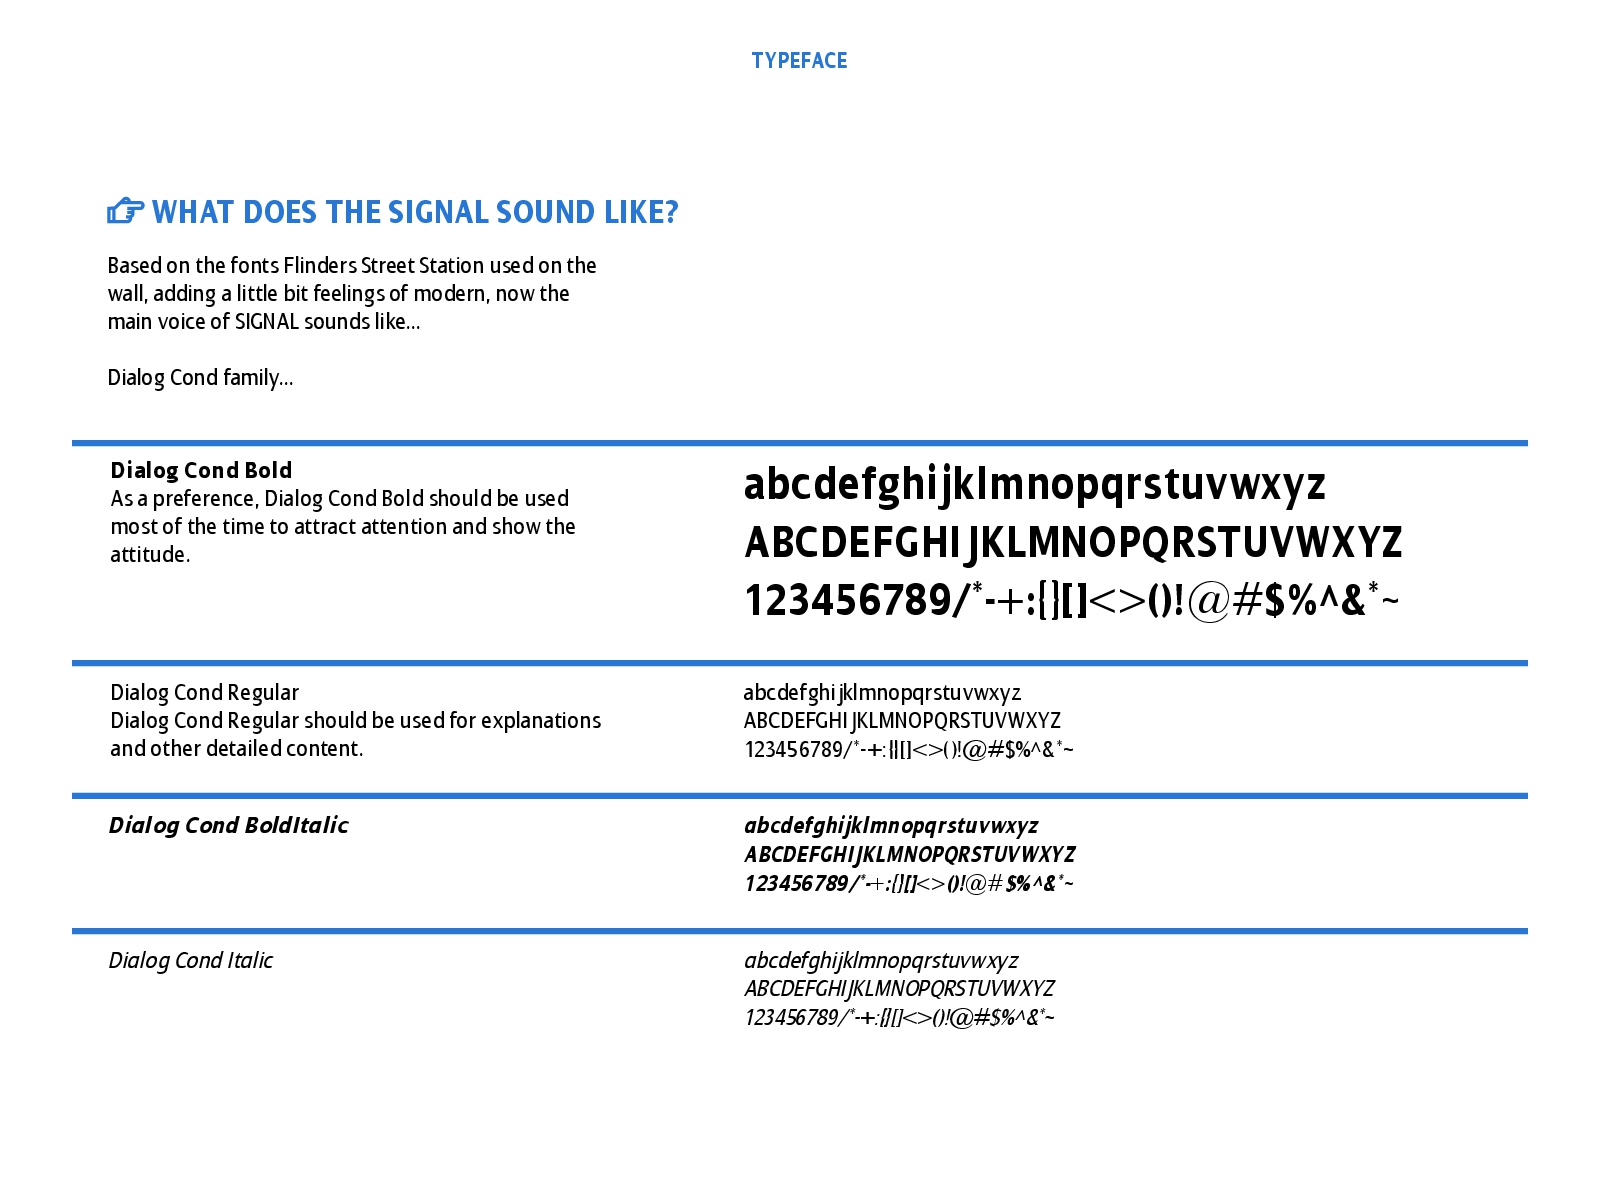 TYPEFACE
WHAT DOES THE SIGNAL SOUND LIKE?
Based on the fonts Flinders Street Station used on the
wall, adding a little bit feelings of modern, now the
main voice of SIGNAL sounds like...
Dialog Cond family...
Dialog Cond Bold
As a preference, Dialog Cond Bold should be used
most of the time to attract attention and show the
attitude.
abcdefghijklmnopqrstuvwxyz
ABCDEFGHIJKLMNOPQRSTUVWXYZ
123456789/*-+:{}[]<>()!@#$%^&*~
Dialog Cond Regular
Dialog Cond Regular should be used for explanations
and other detailed content.
abcdefghijklmnopqrstuvwxyz
ABCDEFGHIJKLMNOPQRSTUVWXYZ
123456789/*-+:{}[]<>()!@#$%^&*~
Dialog Cond BoldItalic
abcdefghijklmnopqrstuvwxyz
ABCDEFGHIJKLMNOPQRSTUVWXYZ
123456789/*-+:{}[]<>()!@#$%^&*~
Dialog Cond Italic
abcdefghijklmnopqrstuvwxyz
ABCDEFGHIJKLMNOPQRSTUVWXYZ
123456789/*-+:{}[]<>()!@#$%^&*~